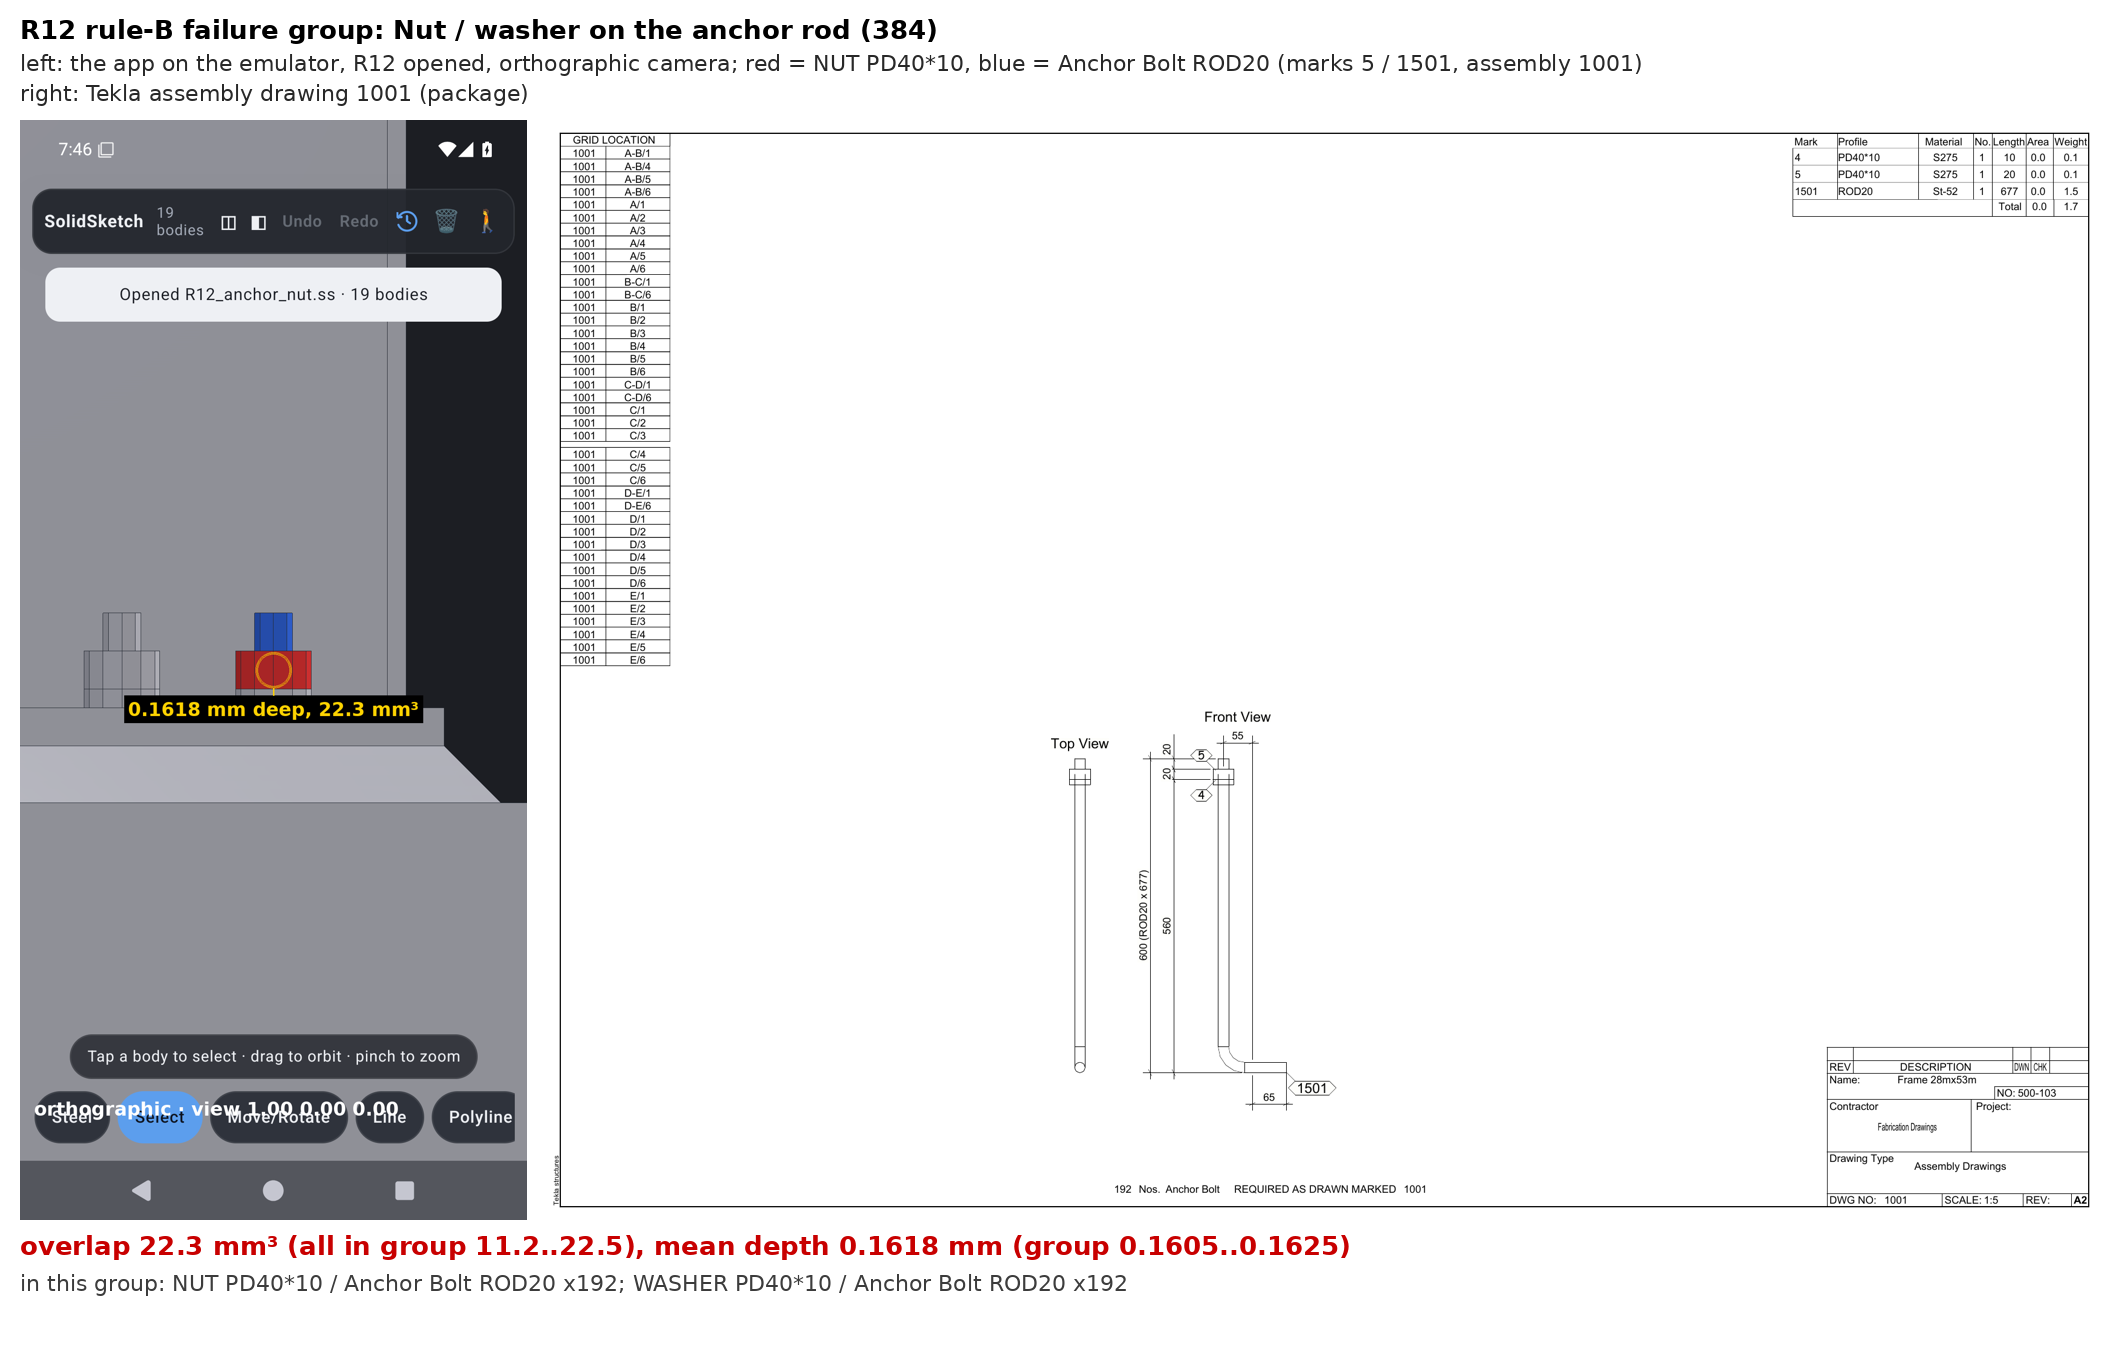 R12 rule-B failure group: Nut / washer on the anchor rod (384)
left: the app on the emulator, R12 opened, orthographic camera; red = NUT PD40*10, blue = Anchor Bolt ROD20 (marks 5 / 1501, assembly 1001)
right: Tekla assembly drawing 1001 (package)
7:46
SolidSketch
19 bodies
Undo
Redo
Opened R12_anchor_nut.ss · 19 bodies
0.1618 mm deep, 22.3 mm³
Tap a body to select · drag to orbit · pinch to zoom
orthographic · view 1.00 0.00 0.00
Steel
Select
Move/Rotate
Line
Polyline
GRID LOCATION
1001 A-B/1
1001 A-B/4
1001 A-B/5
1001 A-B/6
1001 A/1
1001 A/2
1001 A/3
1001 A/4
1001 A/5
1001 A/6
1001 B-C/1
1001 B-C/6
1001 B/1
1001 B/2
1001 B/3
1001 B/4
1001 B/5
1001 B/6
1001 C-D/1
1001 C-D/6
1001 C/1
1001 C/2
1001 C/3
1001 C/4
1001 C/5
1001 C/6
1001 D-E/1
1001 D-E/6
1001 D/1
1001 D/2
1001 D/3
1001 D/4
1001 D/5
1001 D/6
1001 E/1
1001 E/2
1001 E/3
1001 E/4
1001 E/5
1001 E/6
Mark Profile Material No. Length Area Weight
4 PD40*10 S275 1 10 0.0 0.1
5 PD40*10 S275 1 20 0.0 0.1
1501 ROD20 St-52 1 677 0.0 1.5
Total 0.0 1.7
Top View
Front View
55
20
5
20
4
600 (ROD20 x 677)
560
1501
65
192 Nos. Anchor Bolt REQUIRED AS DRAWN MARKED 1001
Tekla structures
REV DESCRIPTION DWN CHK
Name: Frame 28mx53m
NO: 500-103
Contractor Project:
Fabrication Drawings
Drawing Type
Assembly Drawings
DWG NO: 1001 SCALE: 1:5 REV: A2
overlap 22.3 mm³ (all in group 11.2..22.5), mean depth 0.1618 mm (group 0.1605..0.1625)
in this group: NUT PD40*10 / Anchor Bolt ROD20 x192; WASHER PD40*10 / Anchor Bolt ROD20 x192